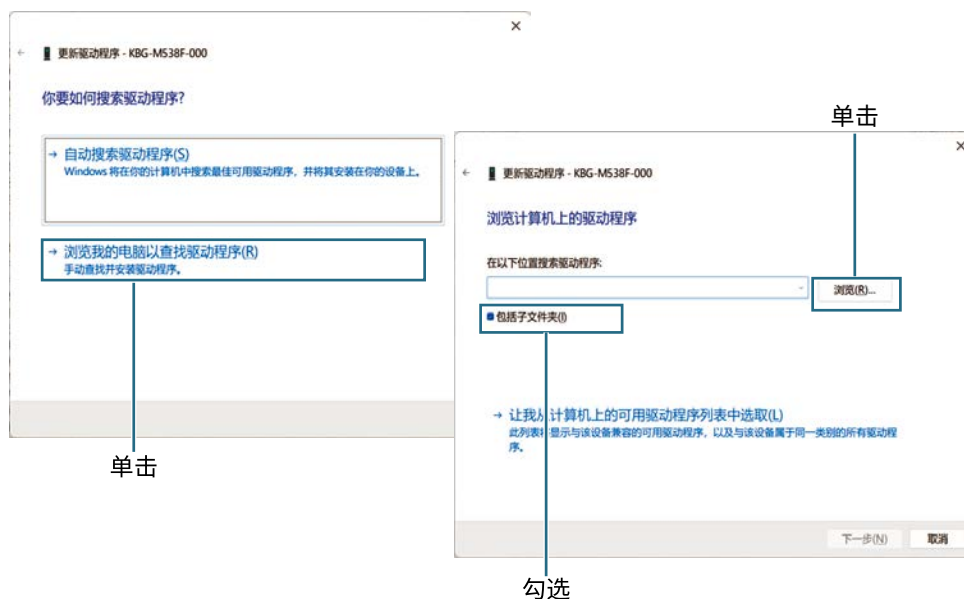 更新驱动程序 - KBG-M538F-000
你要如何搜索驱动程序?
→ 自动搜索驱动程序(S)
Windows 将在你的计算机中搜索最佳可用驱动程序，并将其安装在你的设备上。
→ 浏览我的电脑以查找驱动程序(R)
手动查找并安装驱动程序。
单击
单击
更新驱动程序 - KBG-M538F-000
浏览计算机上的驱动程序
在以下位置搜索驱动程序:
浏览(R)...
包括子文件夹(I)
→ 让我从计算机上的可用驱动程序列表中选取(L)
此列表将显示与该设备兼容的可用驱动程序，以及与该设备属于同一类别的所有驱动程
序。
下一步(N) 取消
勾选